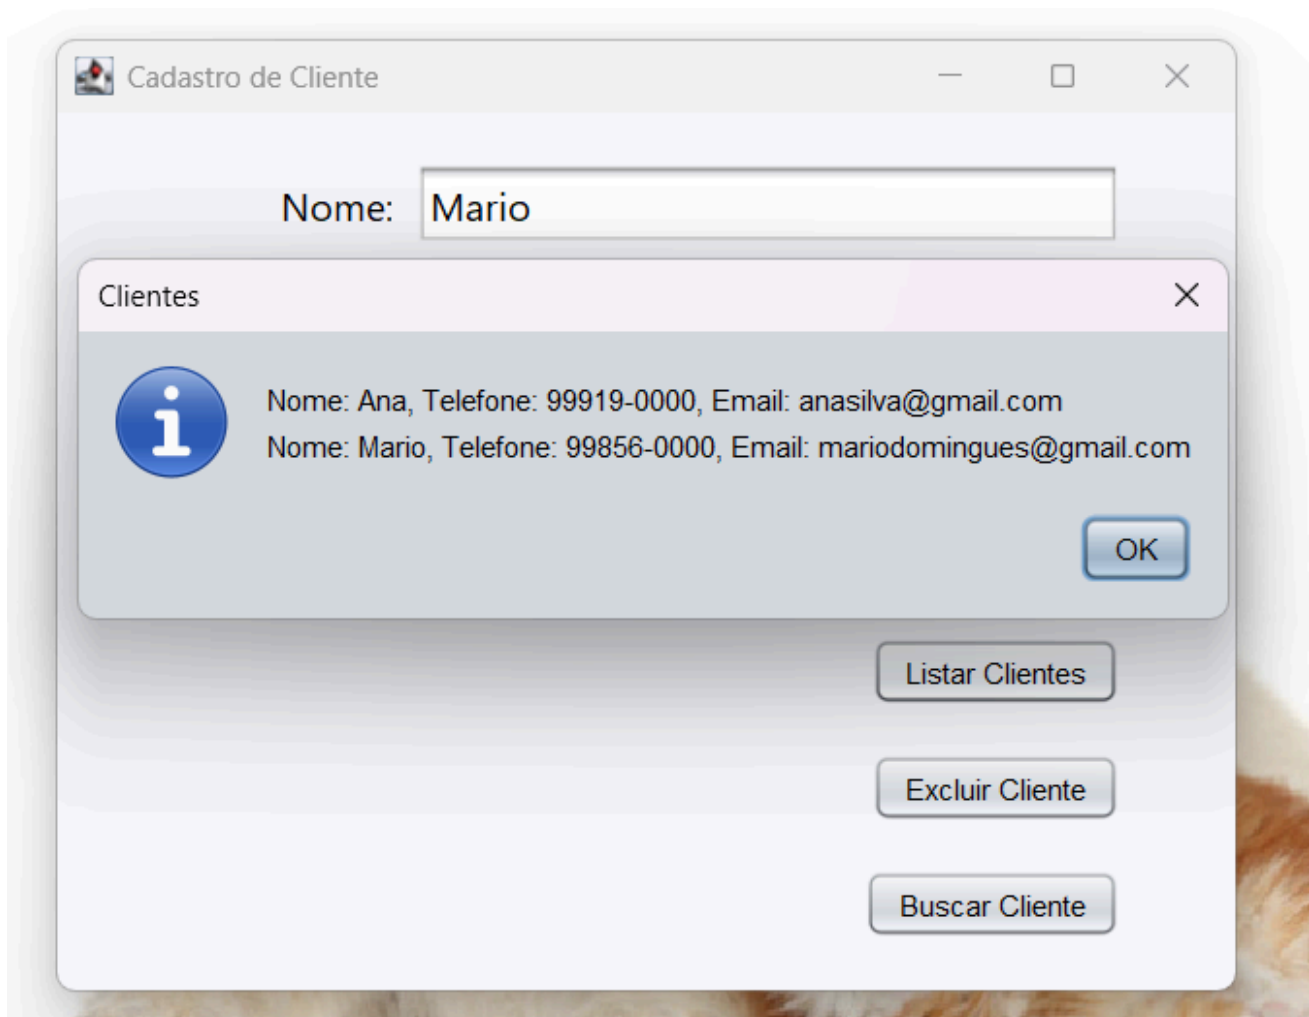 Cadastro de Cliente
Nome: Mario
Clientes
Nome: Ana, Telefone: 99919-0000, Email: anasilva@gmail.com
Nome: Mario, Telefone: 99856-0000, Email: mariodomingues@gmail.com
OK
Listar Clientes
Excluir Cliente
Buscar Cliente